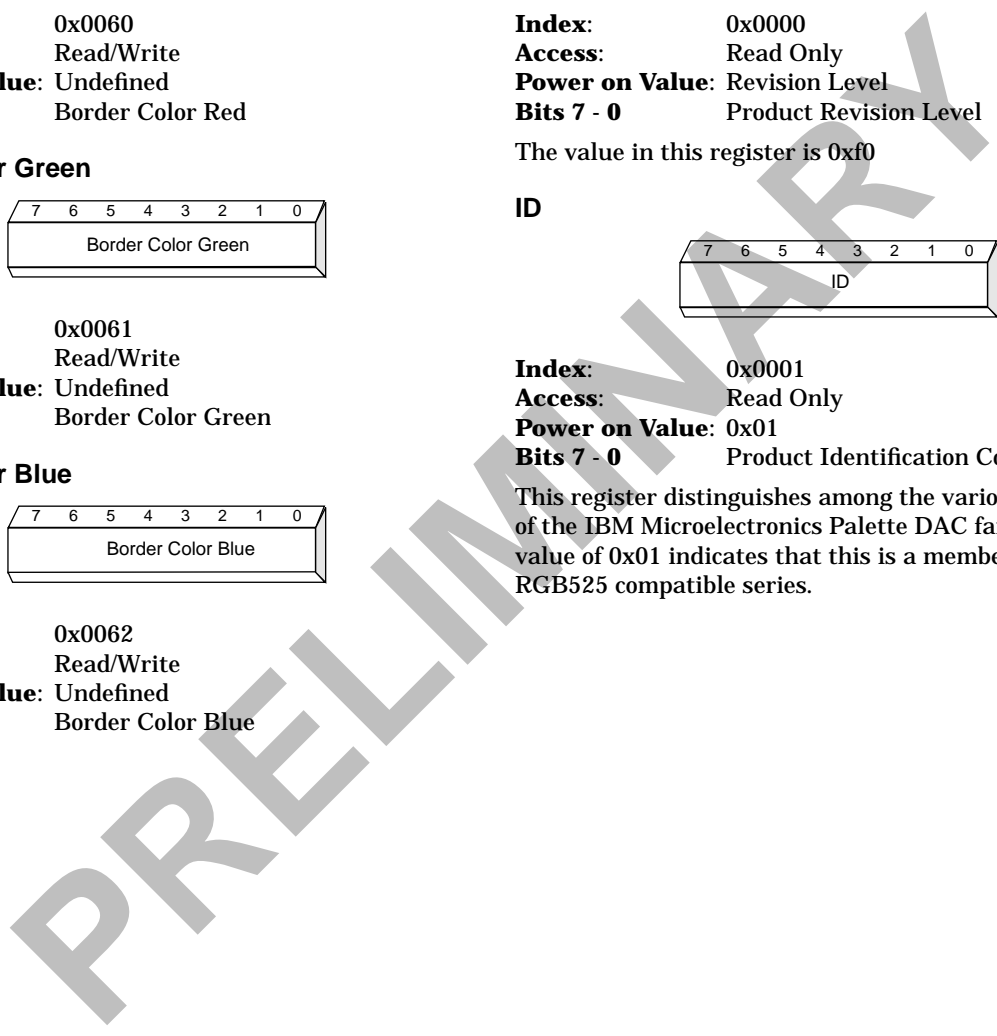 0x0060
Read/Write
lue: Undefined
Border Color Red
r Green
7 6 5 4 3 2 1 0
Border Color Green
0x0061
Read/Write
lue: Undefined
Border Color Green
r Blue
7 6 5 4 3 2 1 0
Border Color Blue
0x0062
Read/Write
lue: Undefined
Border Color Blue
Index: 0x0000
Access: Read Only
Power on Value: Revision Level
Bits 7 - 0 Product Revision Level
The value in this register is 0xf0
ID
7 6 5 4 3 2 1 0
ID
Index: 0x0001
Access: Read Only
Power on Value: 0x01
Bits 7 - 0 Product Identification Co
This register distinguishes among the vario
of the IBM Microelectronics Palette DAC fa
value of 0x01 indicates that this is a membe
RGB525 compatible series.
PRELIMINARY